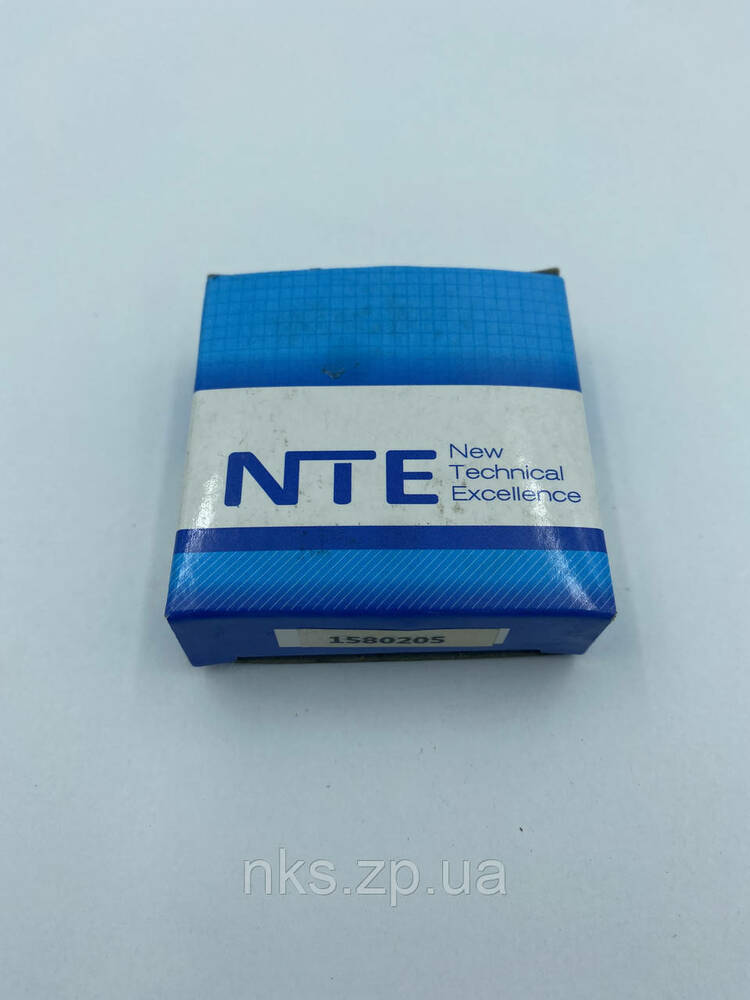 NTE
New
Technical
Excellence
1580205
nks.zp.ua